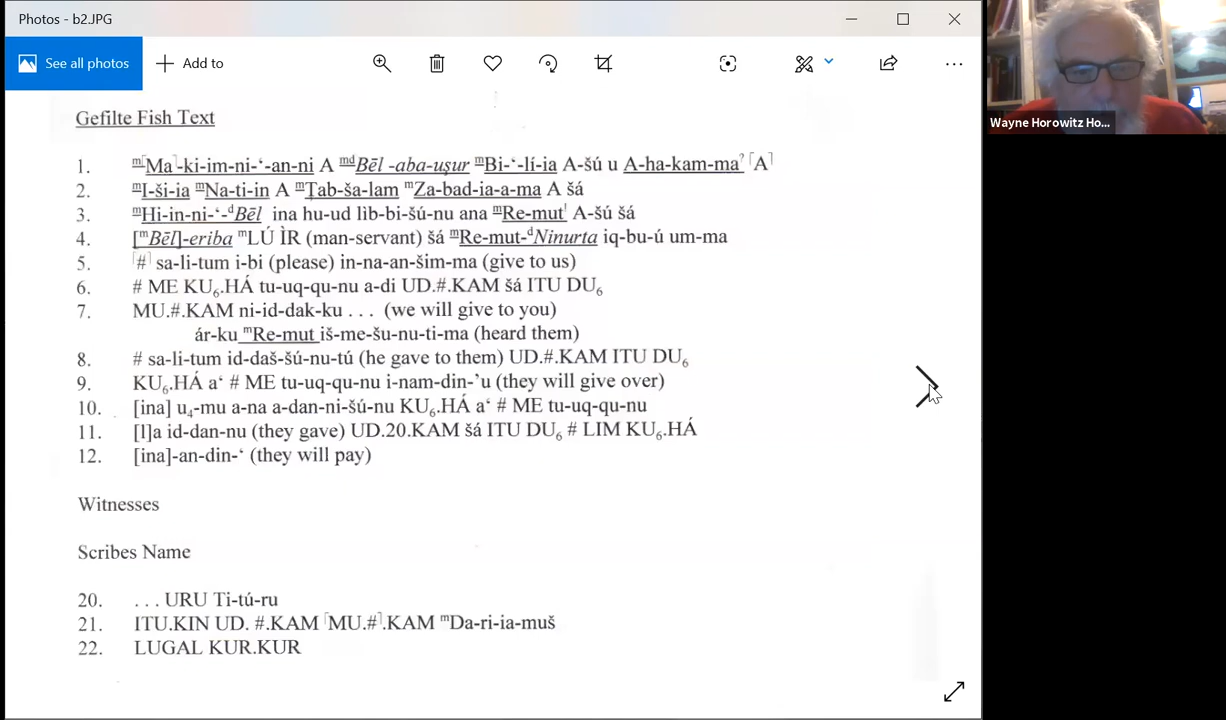 Photos - b2.JPG
See all photos
Add to
Wayne Horowitz Ho...
Gefilte Fish Text
1. ᵐ⸢Ma⸣-ki-im-ni-ʻ-an-ni A ᵐᵈBēl -aba-uṣur ᵐBi-ʻ-lí-ia A-šú u A-ha-kam-ma? ⸢A⸣
2. ᵐI-ši-ia ᵐNa-ti-in A ᵐṬab-ša-lam ᵐZa-bad-ia-a-ma A šá
3. ᵐHi-in-ni-ʻ-ᵈBēl ina hu-ud lìb-bi-šú-nu ana ᵐRe-mut! A-šú šá
4. [ᵐBēl]-eriba ᵐLÚ ÌR (man-servant) šá ᵐRe-mut-ᵈNinurta iq-bu-ú um-ma
5. ⸢#⸣ sa-li-tum i-bi (please) in-na-an-šim-ma (give to us)
6. # ME KU₆.HÁ tu-uq-qu-nu a-di UD.#.KAM šá ITU DU₆
7. MU.#.KAM ni-id-dak-ku . . . (we will give to you)
ár-ku ᵐRe-mut iš-me-šu-nu-ti-ma (heard them)
8. # sa-li-tum id-daš-šú-nu-tú (he gave to them) UD.#.KAM ITU DU₆
9. KU₆.HÁ aʻ # ME tu-uq-qu-nu i-nam-din-ʼu (they will give over)
10. [ina] u₄-mu a-na a-dan-ni-šú-nu KU₆.HÁ aʻ # ME tu-uq-qu-nu
11. [l]a id-dan-nu (they gave) UD.20.KAM šá ITU DU₆ # LIM KU₆.HÁ
12. [ina]-an-din-ʻ (they will pay)
Witnesses
Scribes Name
20. . . . URU Ti-tú-ru
21. ITU.KIN UD. #.KAM ⸢MU.#⸣.KAM ᵐDa-ri-ia-muš
22. LUGAL KUR.KUR